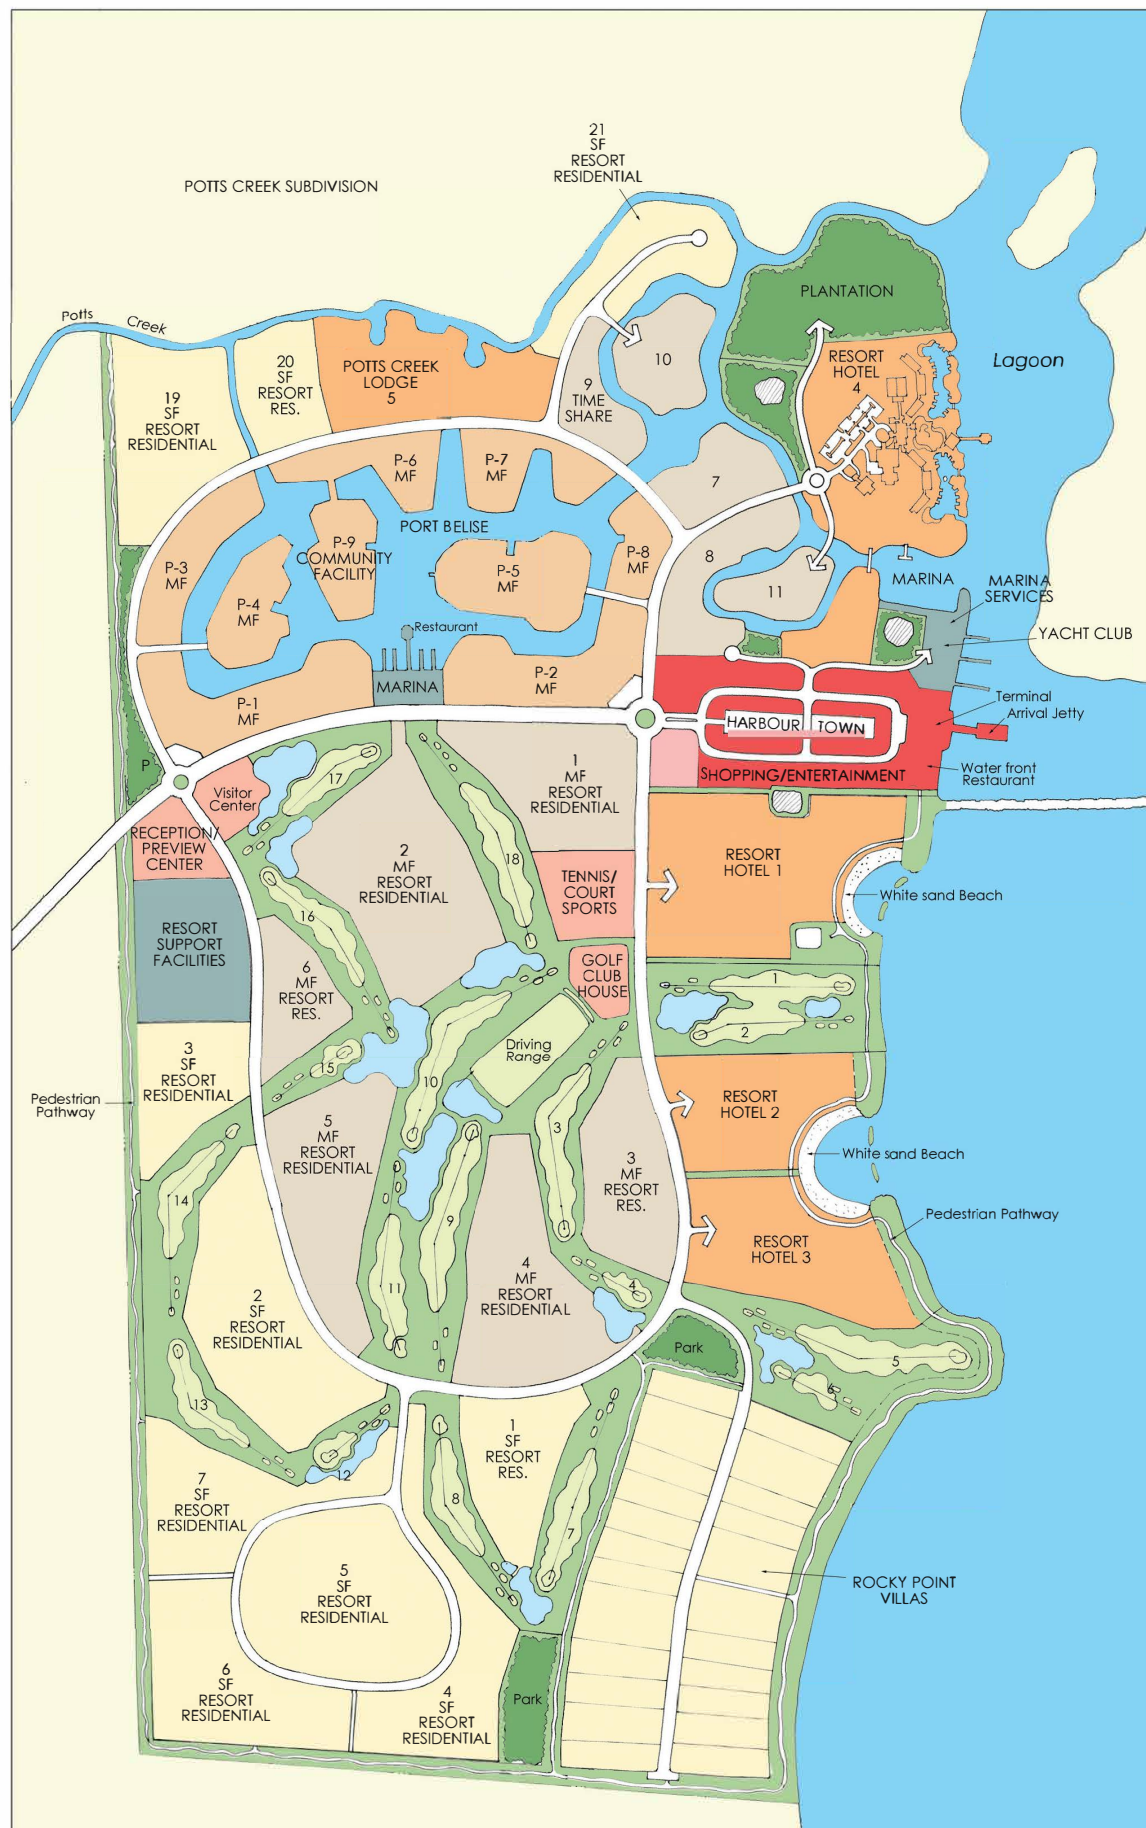 21
SF
RESORT
RESIDENTIAL
POTTS CREEK SUBDIVISION
PLANTATION
Potts
Creek
RESORT
HOTEL
4
Lagoon
10
20
SF
RESORT
RES.
POTTS CREEK
LODGE
5
9
TIME
SHARE
19
SF
RESORT
RESIDENTIAL
P-6
MF
P-7
MF
7
PORT BELISE
P-9
COMMUNITY
FACILITY
P-8
MF
8
P-3
MF
P-5
MF
11
MARINA
MARINA
SERVICES
P-4
MF
Restaurant
YACHT CLUB
P-2
MF
MARINA
P-1
MF
Terminal
Arrival Jetty
HARBOUR TOWN
SHOPPING/ENTERTAINMENT
Water front
Restaurant
P
Visitor
Center
17
1
MF
RESORT
RESIDENTIAL
RECEPTION/
PREVIEW
CENTER
2
MF
RESORT
RESIDENTIAL
18
RESORT
HOTEL 1
TENNIS/
COURT
SPORTS
White sand Beach
16
RESORT
SUPPORT
FACILITIES
6
MF
RESORT
RES.
GOLF
CLUB
HOUSE
1
2
Driving
Range
3
SF
RESORT
RESIDENTIAL
15
10
Pedestrian
Pathway
RESORT
HOTEL 2
5
MF
RESORT
RESIDENTIAL
3
3
MF
RESORT
RES.
White sand Beach
14
9
Pedestrian Pathway
RESORT
HOTEL 3
4
MF
RESORT
RESIDENTIAL
11
4
2
SF
RESORT
RESIDENTIAL
Park
5
6
13
1
SF
RESORT
RES.
12
7
SF
RESORT
RESIDENTIAL
8
7
5
SF
RESORT
RESIDENTIAL
ROCKY POINT
VILLAS
6
SF
RESORT
RESIDENTIAL
4
SF
RESORT
RESIDENTIAL
Park